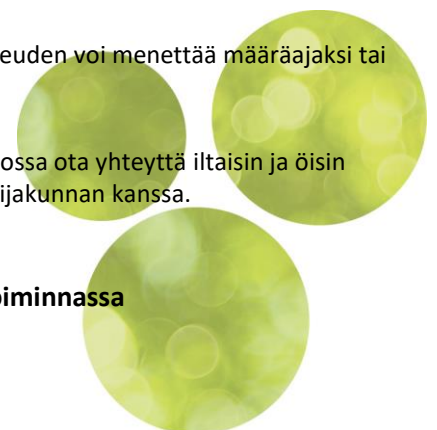 euden voi menettää määräajaksi tai
ossa ota yhteyttä iltaisin ja öisin
ijakunnan kanssa.
oiminnassa